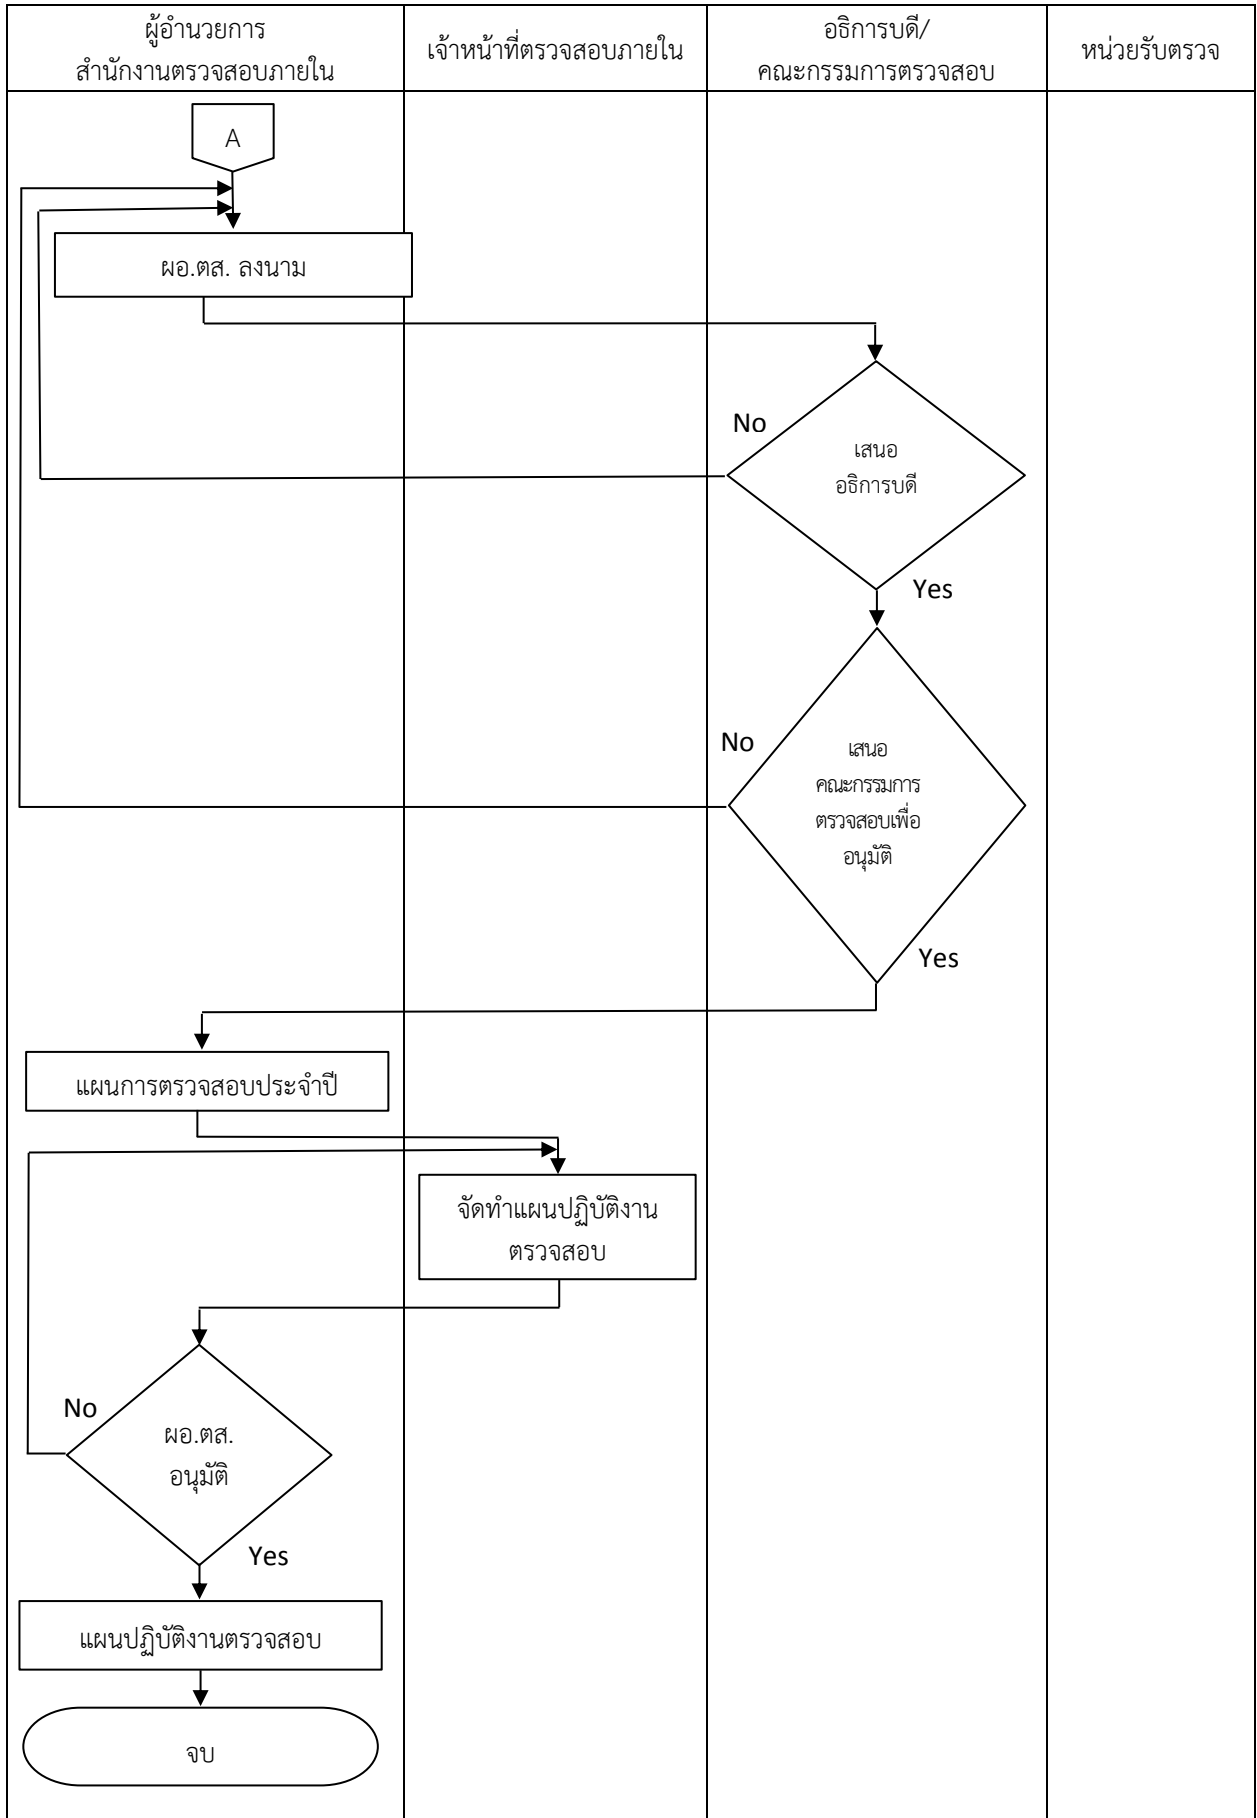 ผู้อำนวยการ
สำนักงานตรวจสอบภายใน
เจ้าหน้าที่ตรวจสอบภายใน
อธิการบดี/
คณะกรรมการตรวจสอบ
หน่วยรับตรวจ
A
ผอ.ตส. ลงนาม
No
เสนอ
อธิการบดี
Yes
No
เสนอ
คณะกรรมการ
ตรวจสอบเพื่อ
อนุมัติ
Yes
แผนการตรวจสอบประจำปี
จัดทำแผนปฏิบัติงาน
ตรวจสอบ
No
ผอ.ตส.
อนุมัติ
Yes
แผนปฏิบัติงานตรวจสอบ
จบ